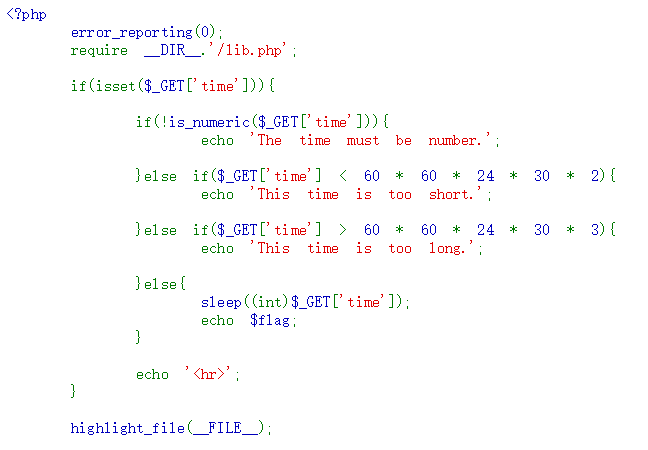 <?php
error_reporting(0);
require __DIR__.'/lib.php';
if(isset($_GET['time'])){
if(!is_numeric($_GET['time'])){
echo 'The time must be number.';
}else if($_GET['time'] < 60 * 60 * 24 * 30 * 2){
echo 'This time is too short.';
}else if($_GET['time'] > 60 * 60 * 24 * 30 * 3){
echo 'This time is too long.';
}else{
sleep((int)$_GET['time']);
echo $flag;
}
echo '<hr>';
}
highlight_file(__FILE__);